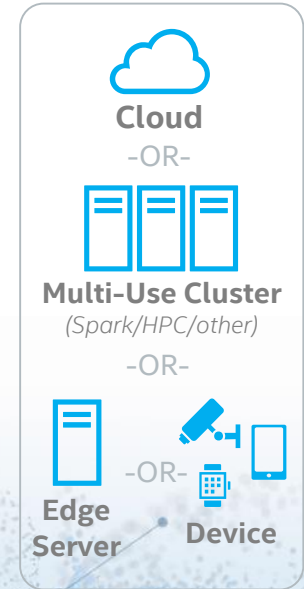 Cloud
-OR-
Multi-Use Cluster
(Spark/HPC/other)
-OR-
-OR-
Edge
Server
Device